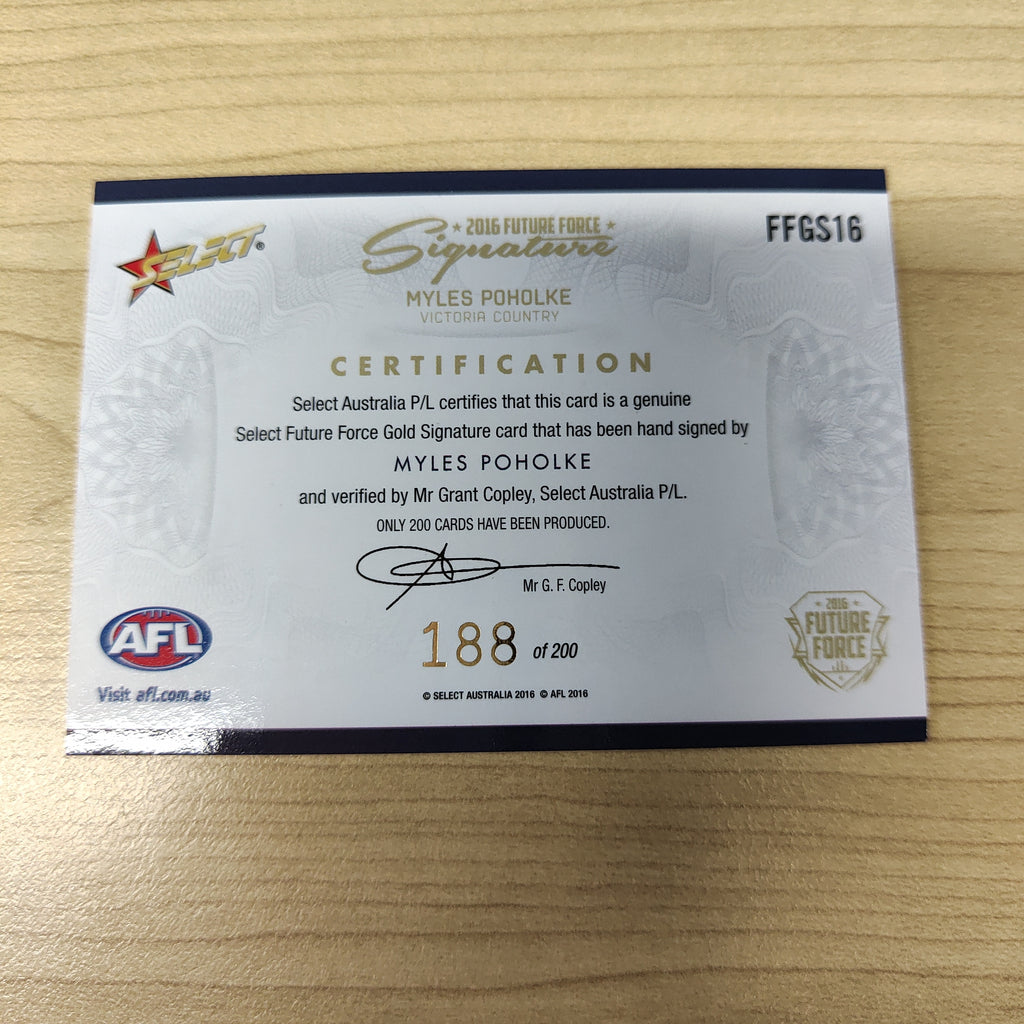 SELECT®
2016 FUTURE FORCE
Signature
FFGS16
MYLES POHOLKE
VICTORIA COUNTRY
CERTIFICATION
Select Australia P/L certifies that this card is a genuine
Select Future Force Gold Signature card that has been hand signed by
MYLES POHOLKE
and verified by Mr Grant Copley, Select Australia P/L.
ONLY 200 CARDS HAVE BEEN PRODUCED.
Mr G. F. Copley
188 of 200
AFL
Visit afl.com.au
2016
FUTURE
FORCE
© SELECT AUSTRALIA 2016 © AFL 2016